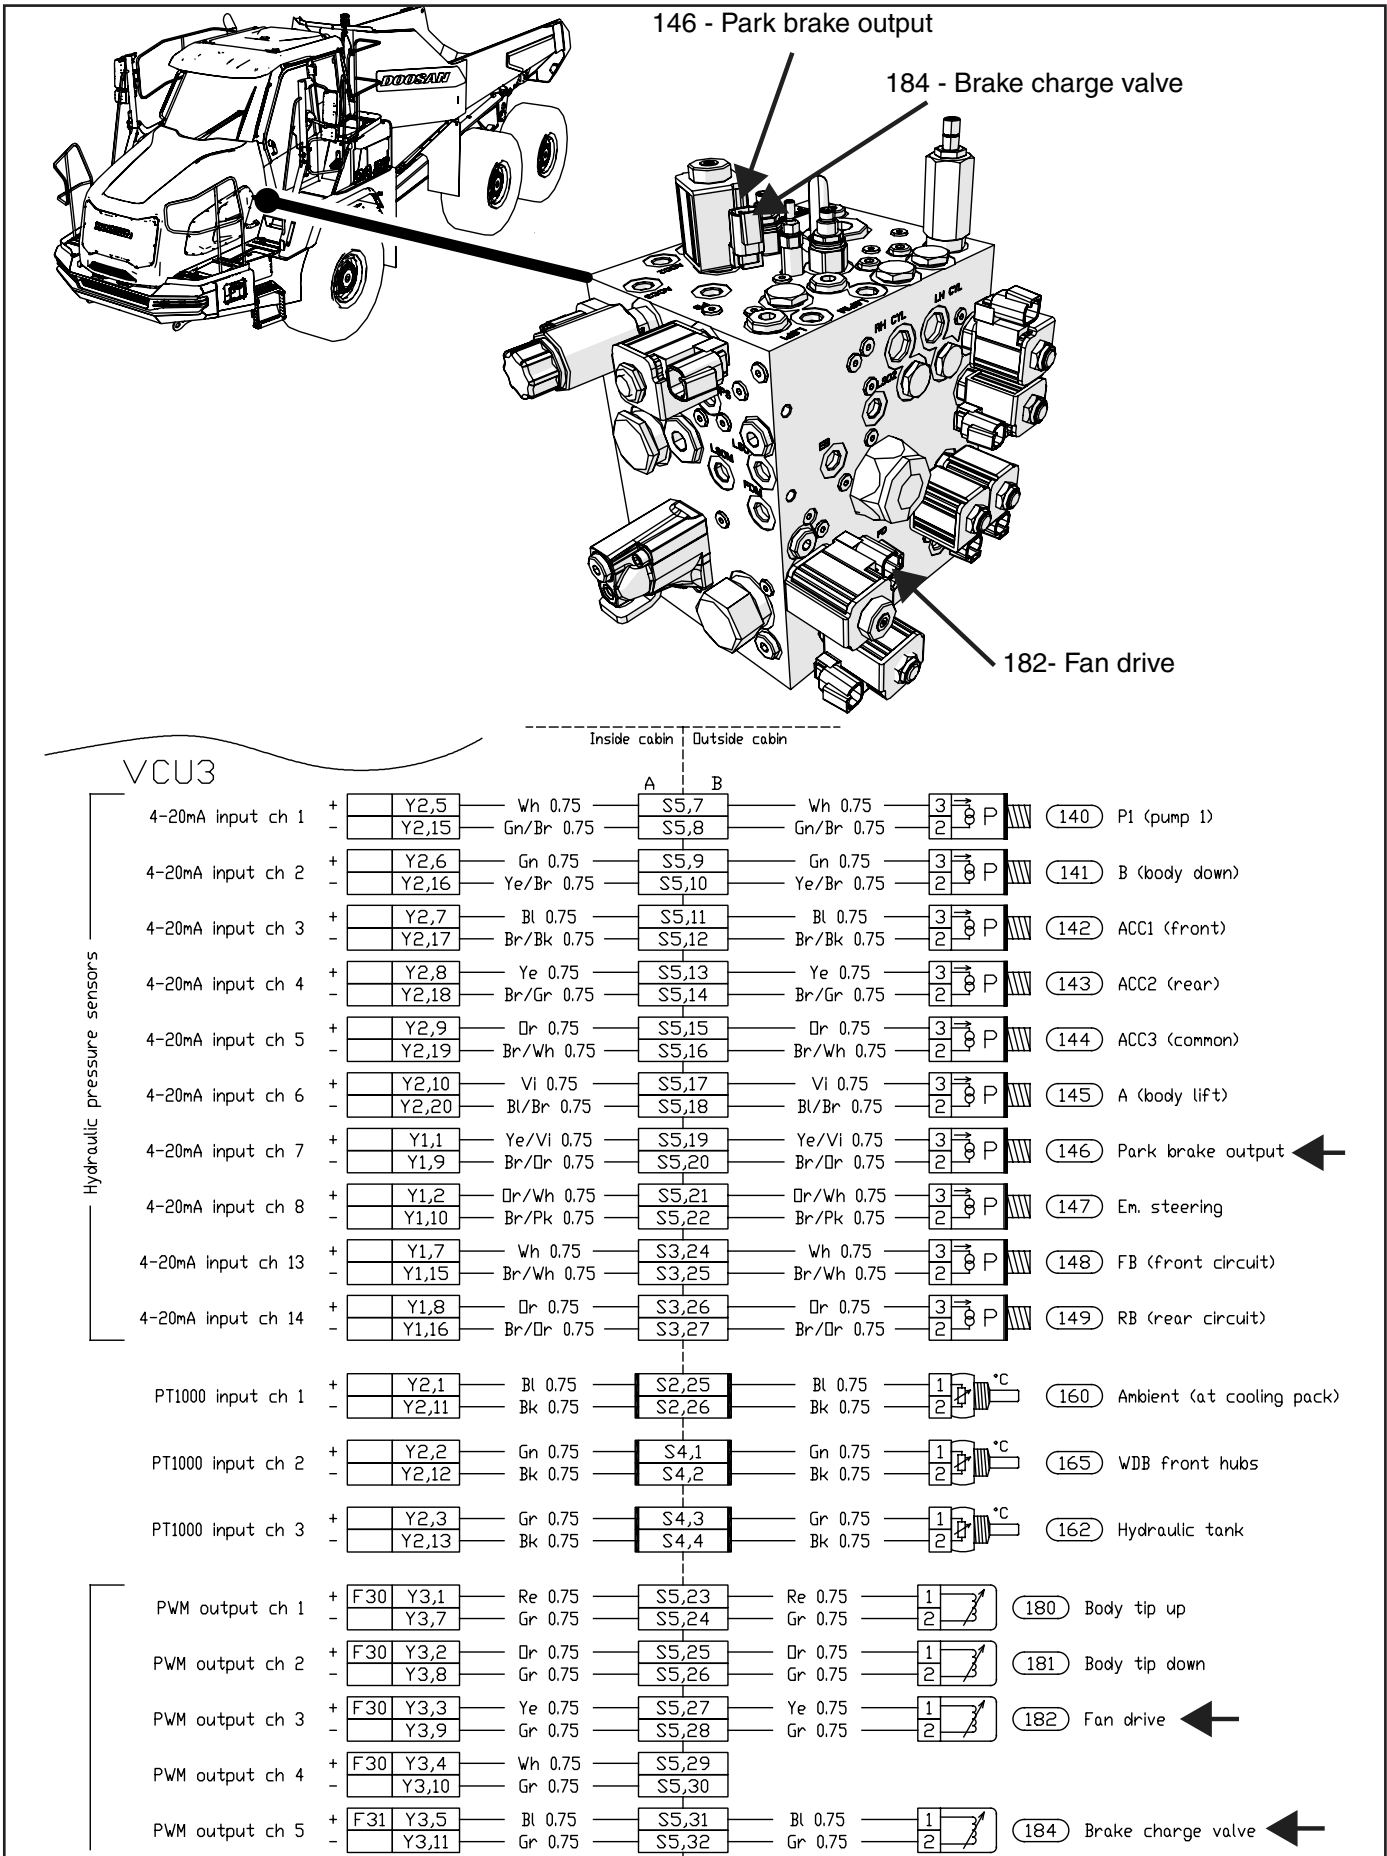 146 - Park brake output
184 - Brake charge valve
DOOSAN
LH CYL
RH CYL
182- Fan drive
Inside cabin Outside cabin
VCU3
A B
Hydraulic pressure sensors
4-20mA input ch 1 + Y2,5 Wh 0.75 S5,7 Wh 0.75 3 P 140 P1 (pump 1)
- Y2,15 Gn/Br 0.75 S5,8 Gn/Br 0.75 2
4-20mA input ch 2 + Y2,6 Gn 0.75 S5,9 Gn 0.75 3 P 141 B (body down)
- Y2,16 Ye/Br 0.75 S5,10 Ye/Br 0.75 2
4-20mA input ch 3 + Y2,7 Bl 0.75 S5,11 Bl 0.75 3 P 142 ACC1 (front)
- Y2,17 Br/Bk 0.75 S5,12 Br/Bk 0.75 2
4-20mA input ch 4 + Y2,8 Ye 0.75 S5,13 Ye 0.75 3 P 143 ACC2 (rear)
- Y2,18 Br/Gr 0.75 S5,14 Br/Gr 0.75 2
4-20mA input ch 5 + Y2,9 Or 0.75 S5,15 Or 0.75 3 P 144 ACC3 (common)
- Y2,19 Br/Wh 0.75 S5,16 Br/Wh 0.75 2
4-20mA input ch 6 + Y2,10 Vi 0.75 S5,17 Vi 0.75 3 P 145 A (body lift)
- Y2,20 Bl/Br 0.75 S5,18 Bl/Br 0.75 2
4-20mA input ch 7 + Y1,1 Ye/Vi 0.75 S5,19 Ye/Vi 0.75 3 P 146 Park brake output
- Y1,9 Br/Or 0.75 S5,20 Br/Or 0.75 2
4-20mA input ch 8 + Y1,2 Or/Wh 0.75 S5,21 Or/Wh 0.75 3 P 147 Em. steering
- Y1,10 Br/Pk 0.75 S5,22 Br/Pk 0.75 2
4-20mA input ch 13 + Y1,7 Wh 0.75 S3,24 Wh 0.75 3 P 148 FB (front circuit)
- Y1,15 Br/Wh 0.75 S3,25 Br/Wh 0.75 2
4-20mA input ch 14 + Y1,8 Or 0.75 S3,26 Or 0.75 3 P 149 RB (rear circuit)
- Y1,16 Br/Or 0.75 S3,27 Br/Or 0.75 2
PT1000 input ch 1 + Y2,1 Bl 0.75 S2,25 Bl 0.75 1 °C 160 Ambient (at cooling pack)
- Y2,11 Bk 0.75 S2,26 Bk 0.75 2
PT1000 input ch 2 + Y2,2 Gn 0.75 S4,1 Gn 0.75 1 °C 165 WDB front hubs
- Y2,12 Bk 0.75 S4,2 Bk 0.75 2
PT1000 input ch 3 + Y2,3 Gr 0.75 S4,3 Gr 0.75 1 °C 162 Hydraulic tank
- Y2,13 Bk 0.75 S4,4 Bk 0.75 2
PWM output ch 1 + F30 Y3,1 Re 0.75 S5,23 Re 0.75 1 180 Body tip up
- Y3,7 Gr 0.75 S5,24 Gr 0.75 2
PWM output ch 2 + F30 Y3,2 Or 0.75 S5,25 Or 0.75 1 181 Body tip down
- Y3,8 Gr 0.75 S5,26 Gr 0.75 2
PWM output ch 3 + F30 Y3,3 Ye 0.75 S5,27 Ye 0.75 1 182 Fan drive
- Y3,9 Gr 0.75 S5,28 Gr 0.75 2
PWM output ch 4 + F30 Y3,4 Wh 0.75 S5,29
- Y3,10 Gr 0.75 S5,30
PWM output ch 5 + F31 Y3,5 Bl 0.75 S5,31 Bl 0.75 1 184 Brake charge valve
- Y3,11 Gr 0.75 S5,32 Gr 0.75 2